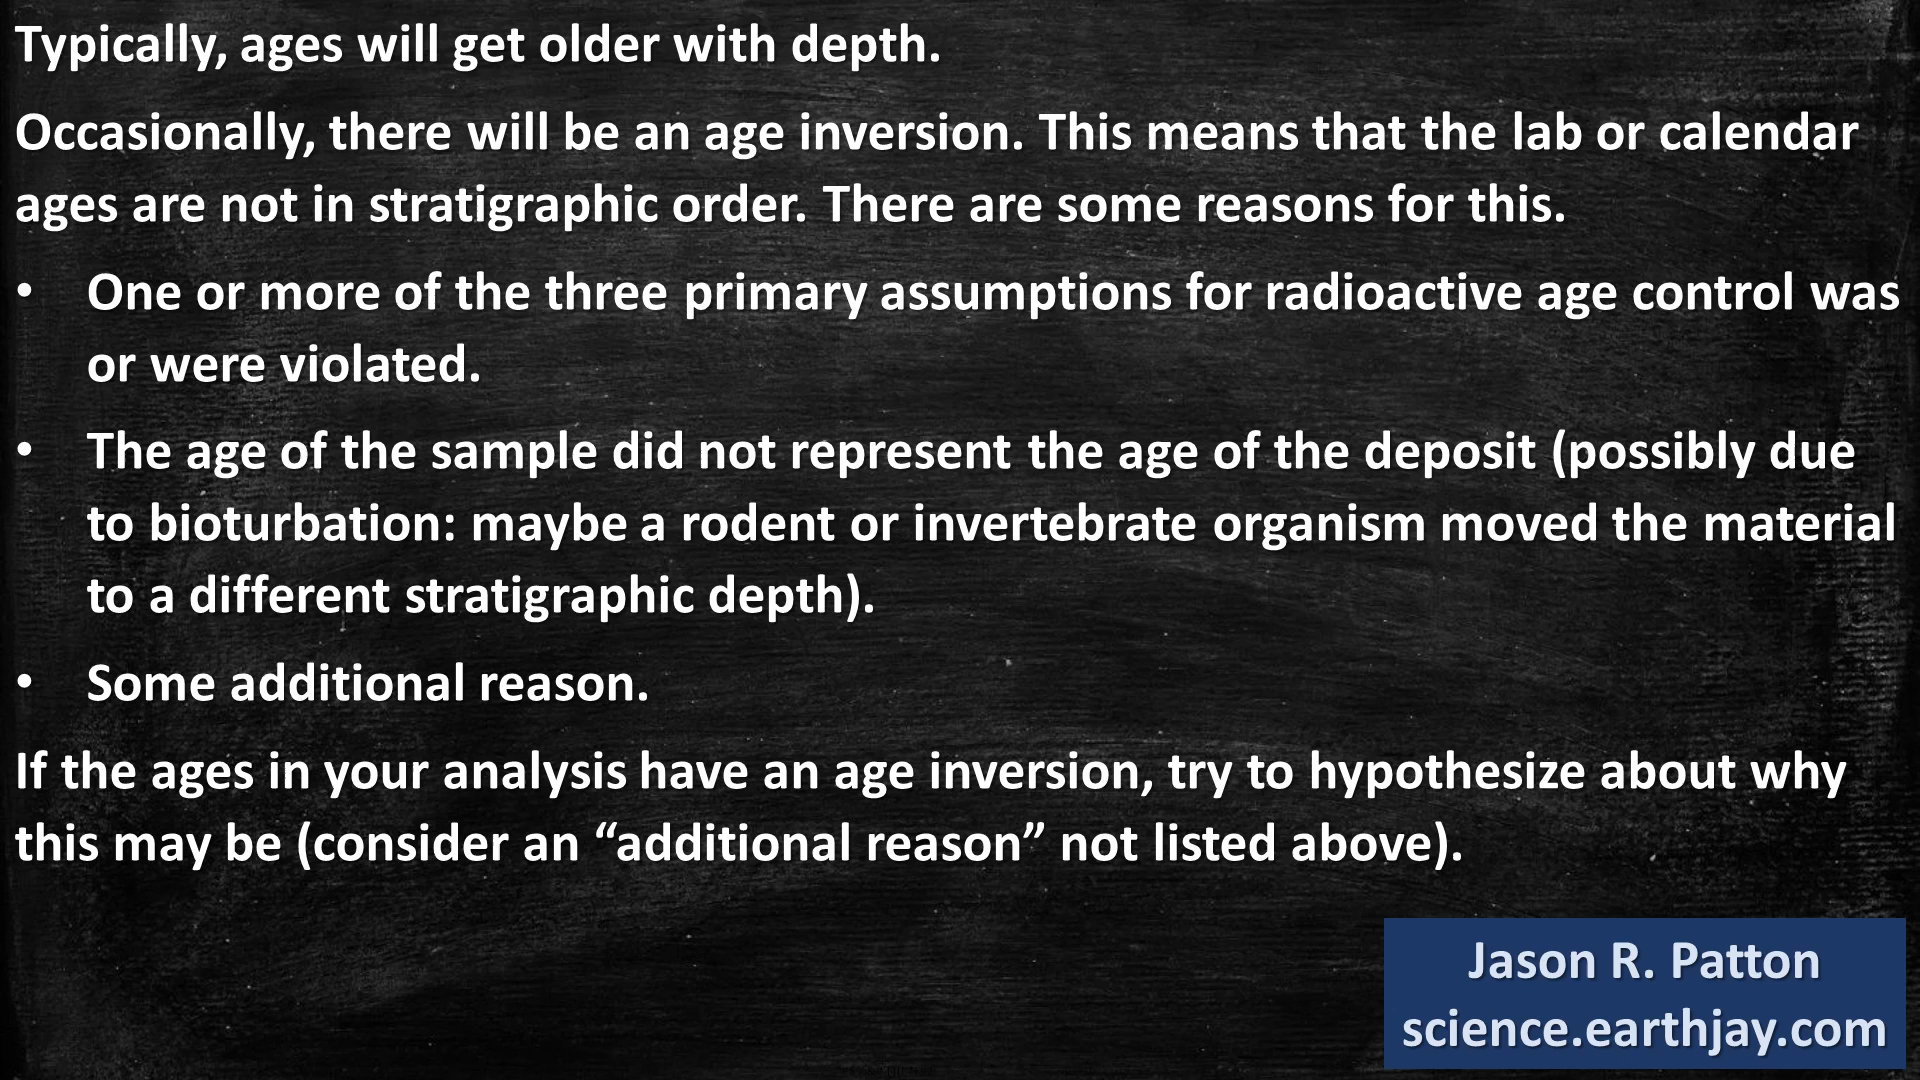 Typically, ages will get older with depth.
Occasionally, there will be an age inversion. This means that the lab or calendar
ages are not in stratigraphic order. There are some reasons for this.
• One or more of the three primary assumptions for radioactive age control was
or were violated.
• The age of the sample did not represent the age of the deposit (possibly due
to bioturbation: maybe a rodent or invertebrate organism moved the material
to a different stratigraphic depth).
• Some additional reason.
If the ages in your analysis have an age inversion, try to hypothesize about why
this may be (consider an “additional reason” not listed above).
Jason R. Patton
science.earthjay.com